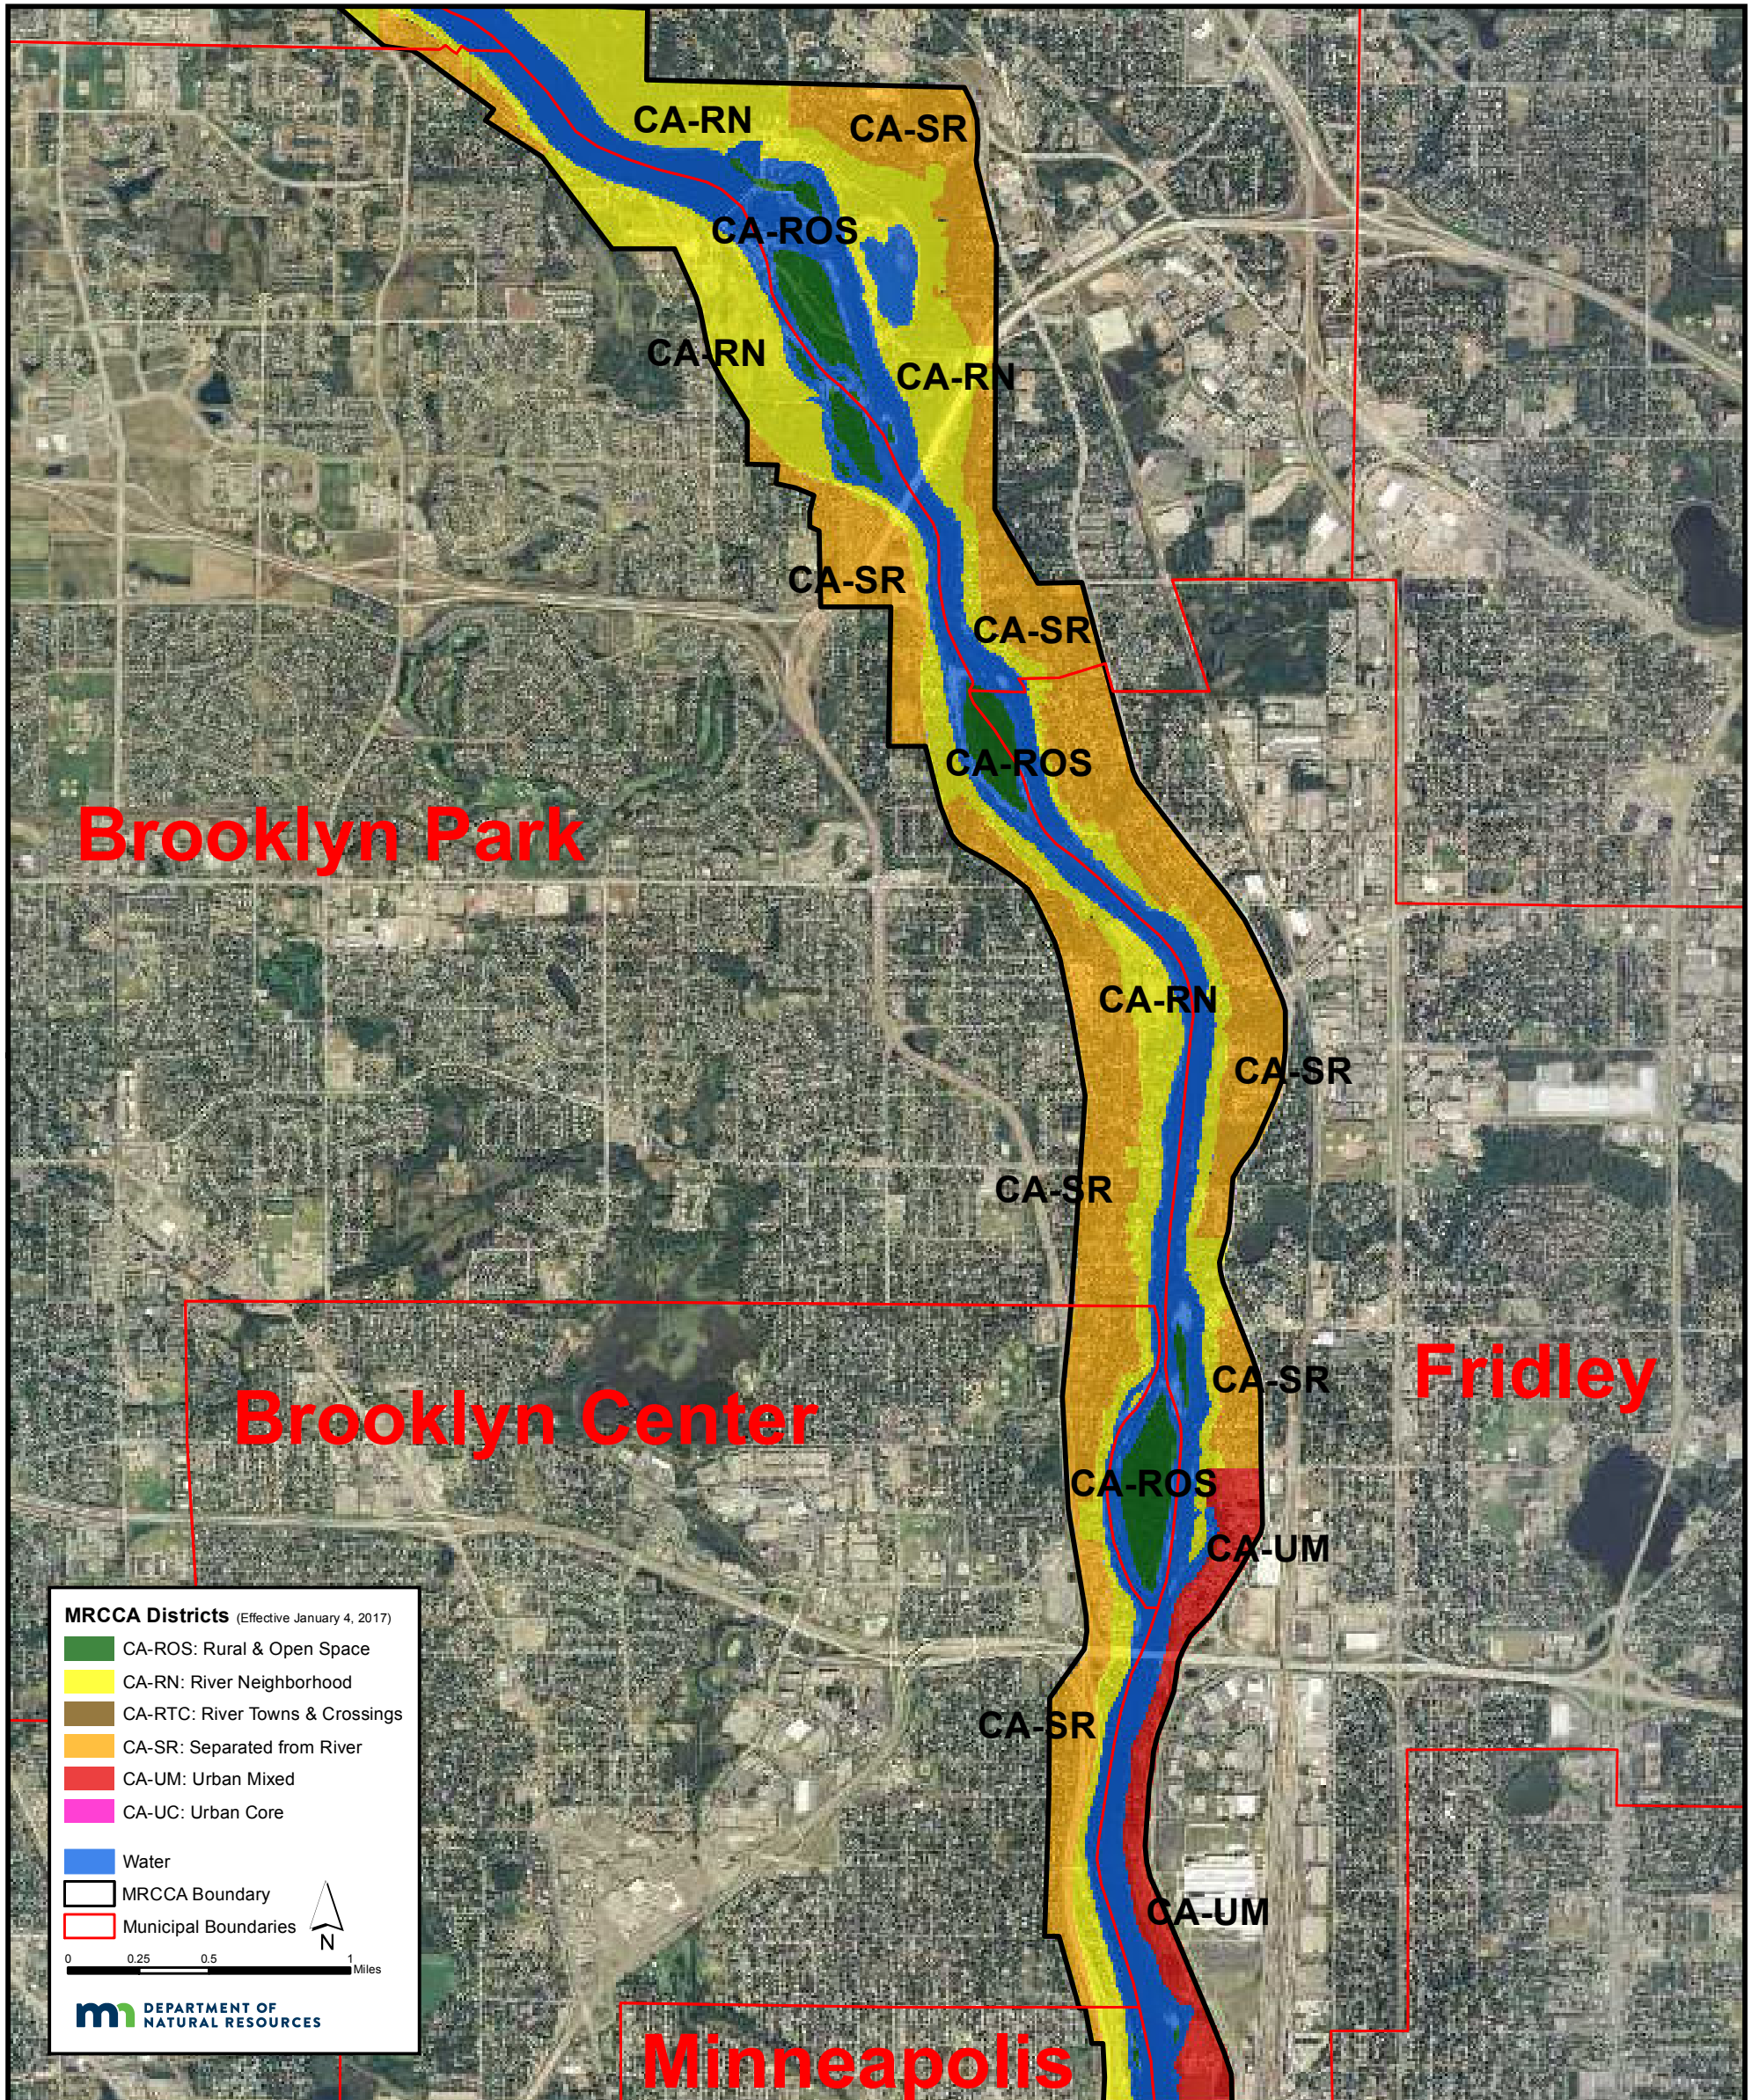 CA-RN
CA-SR
CA-ROS
CA-RN
CA-RN
CA-SR
CA-SR
CA-ROS
Brooklyn Park
CA-RN
CA-SR
CA-SR
Fridley
CA-SR
Brooklyn Center
CA-ROS
CA-UM
CA-SR
CA-UM
Minneapolis
MRCCA Districts (Effective January 4, 2017)
CA-ROS: Rural & Open Space
CA-RN: River Neighborhood
CA-RTC: River Towns & Crossings
CA-SR: Separated from River
CA-UM: Urban Mixed
CA-UC: Urban Core
Water
MRCCA Boundary
Municipal Boundaries
N
0 0.25 0.5 1
Miles
mn DEPARTMENT OF
NATURAL RESOURCES